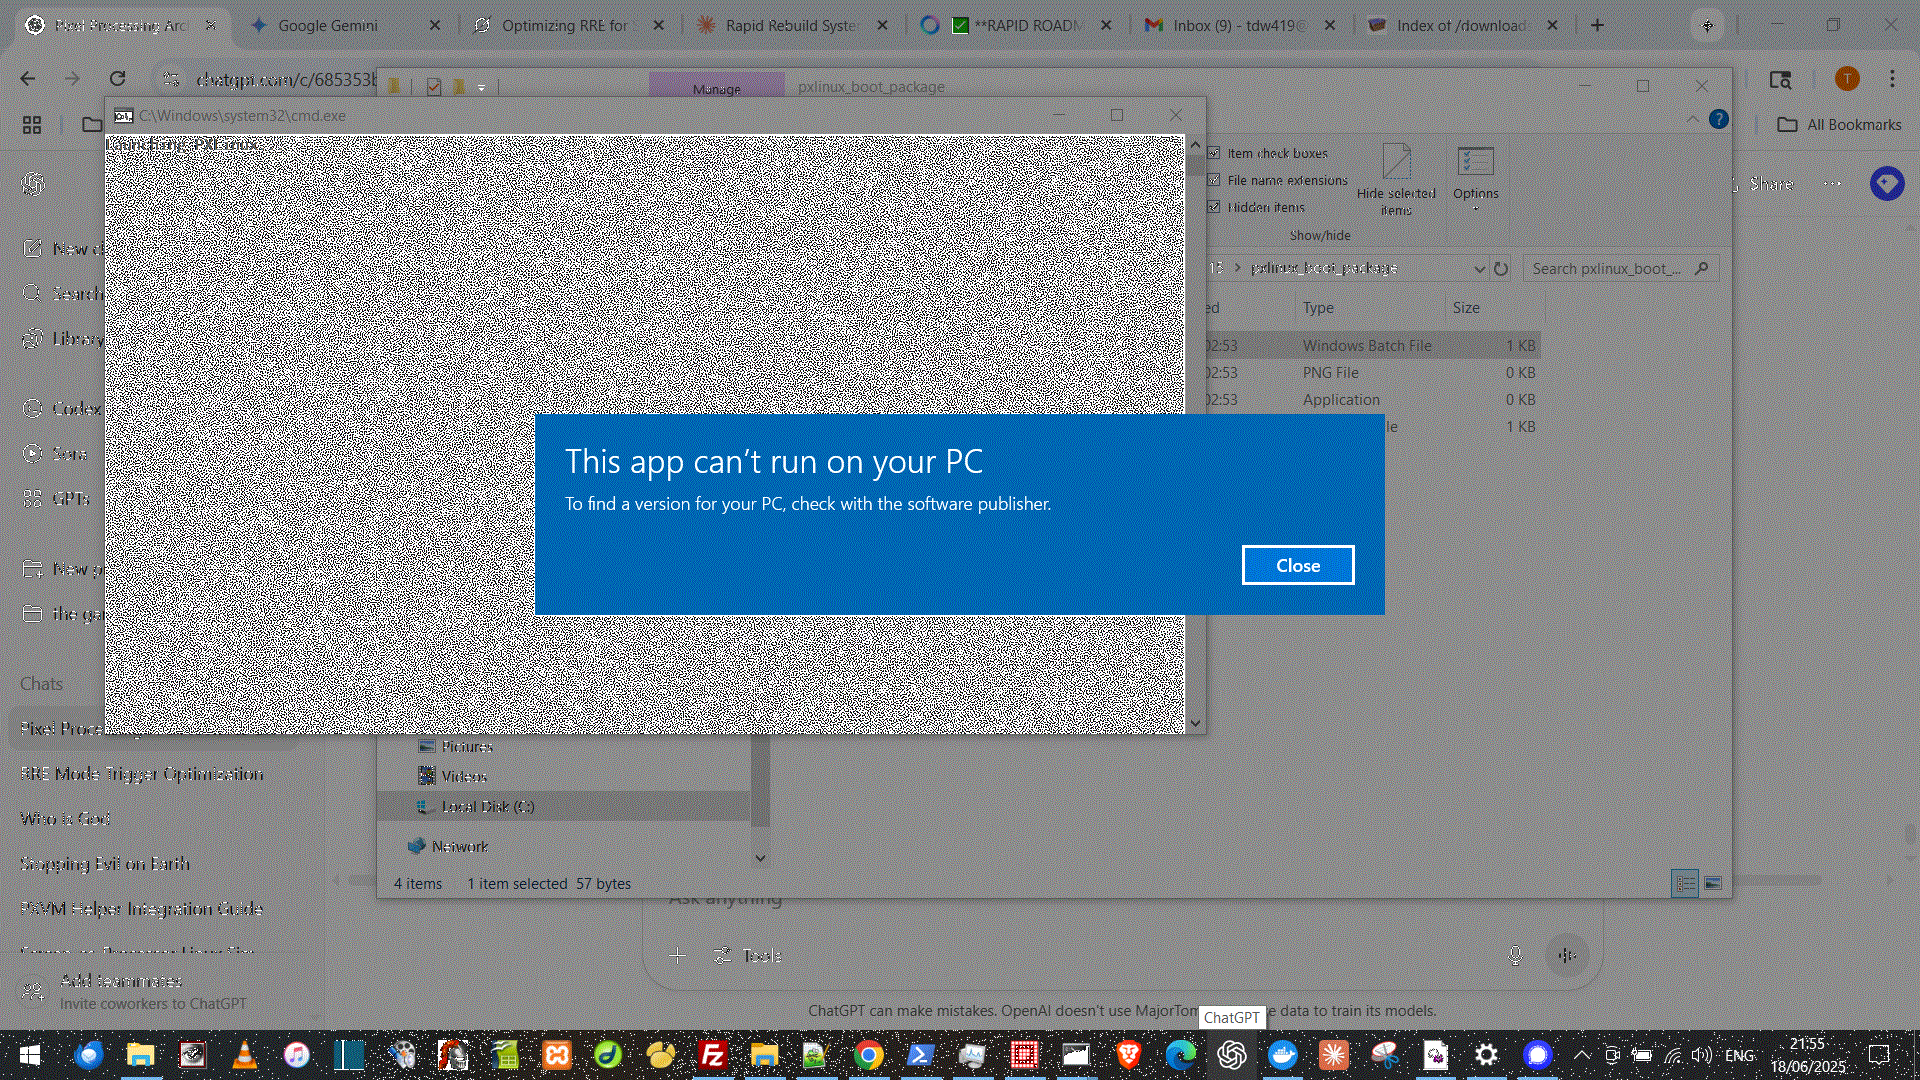 Pixel Processing Arc
Google Gemini
Optimizing RRE for
Rapid Rebuild Syste
**RAPID ROADM
Inbox (9) - tdw419@
Index of /download
chatgpt.com/c/685353b
Manage
pxlinux_boot_package
T
All Bookmarks
C:\Windows\system32\cmd.exe
Launching PXLinux
Item check boxes
File name extensions
Hidden items
Hide selected
items
Options
Show/hide
Share
15 > pxlinux_boot_package
Search pxlinux_boot_...
ed
Type
Size
02:53
Windows Batch File
1 KB
02:53
PNG File
0 KB
02:53
Application
0 KB
le
1 KB
This app can't run on your PC
To find a version for your PC, check with the software publisher.
Close
New c
Search
Library
Codex
Sora
GPTs
New p
the ga
Chats
Pixel Proce
RRE Mode Trigger Optimization
Who Is God
Stopping Evil on Earth
PXVM Helper Integration Guide
Add teammates
Invite coworkers to ChatGPT
Pictures
Videos
Local Disk (C:)
Network
4 items
1 item selected 57 bytes
Ask anything
Tools
ChatGPT can make mistakes. OpenAI doesn't use MajorTom
e data to train its models.
ChatGPT
ENG
21:55
18/06/2025